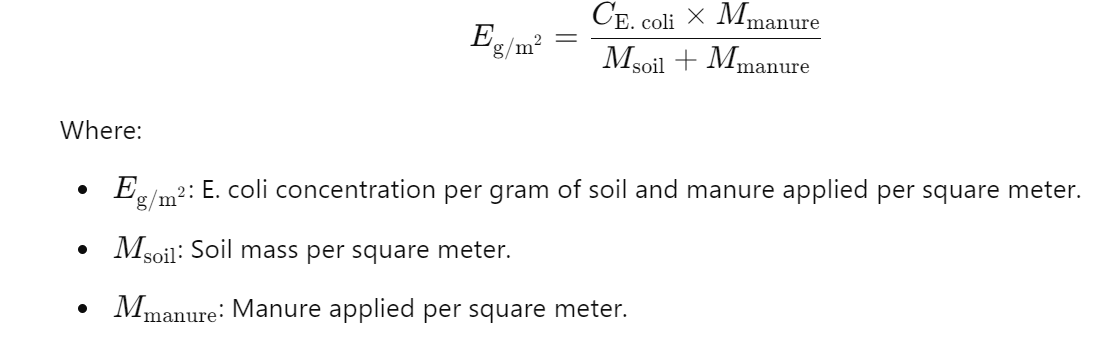 E_{g/m^2} = \frac{C_{E. coli} \times M_{manure}}{M_{soil} + M_{manure}}
Where:
• E_{g/m^2}: E. coli concentration per gram of soil and manure applied per square meter.
• M_{soil}: Soil mass per square meter.
• M_{manure}: Manure applied per square meter.